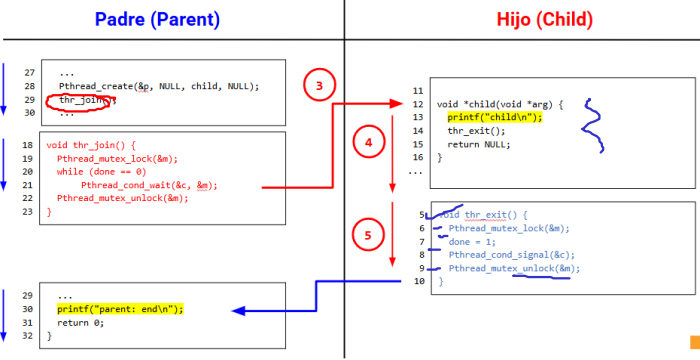 Padre (Parent)
27 ...
28 Pthread_create(&p, NULL, child, NULL);
29 thr_join();
30 ...
18 void thr_join() {
19 Pthread_mutex_lock(&m);
20 while (done == 0)
21 Pthread_cond_wait(&c, &m);
22 Pthread_mutex_unlock(&m);
23 }
29 ...
30 printf("parent: end\n");
31 return 0;
32 }
3
Hijo (Child)
11
12 void *child(void *arg) {
13 printf("child\n");
14 thr_exit();
15 return NULL;
16 }
...
4
5
5 void thr_exit() {
6 Pthread_mutex_lock(&m);
7 done = 1;
8 Pthread_cond_signal(&c);
9 Pthread_mutex_unlock(&m);
10 }